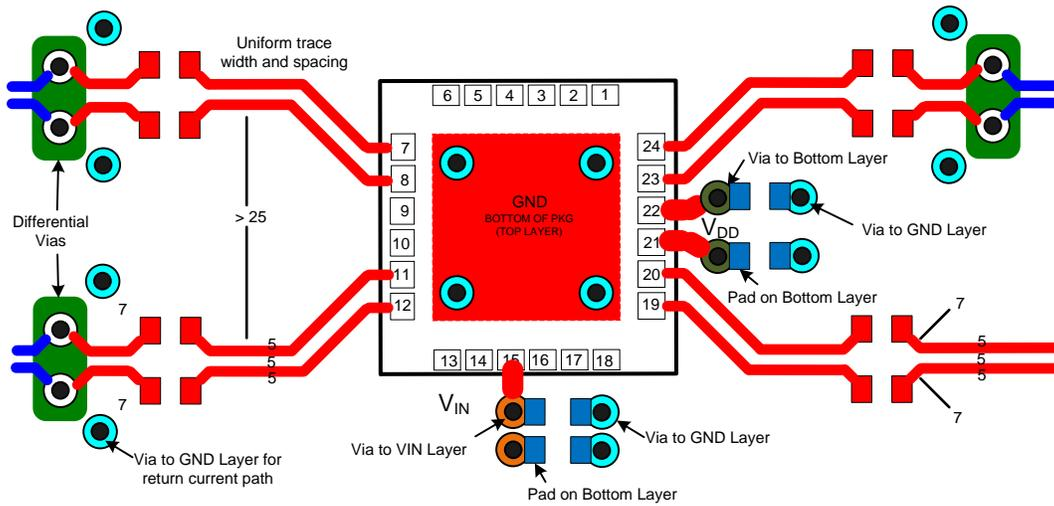 Uniform trace
width and spacing
6 5 4 3 2 1
7
8
9
10
11
12
GND
BOTTOM OF PKG
(TOP LAYER)
24
23
22
21
20
19
13 14 15 16 17 18
Differential
Vias
> 25
7
7
5
5
5
Via to GND Layer for
return current path
VIN
Via to VIN Layer
Via to GND Layer
Pad on Bottom Layer
Via to Bottom Layer
VDD
Via to GND Layer
Pad on Bottom Layer
7
5
5
5
7